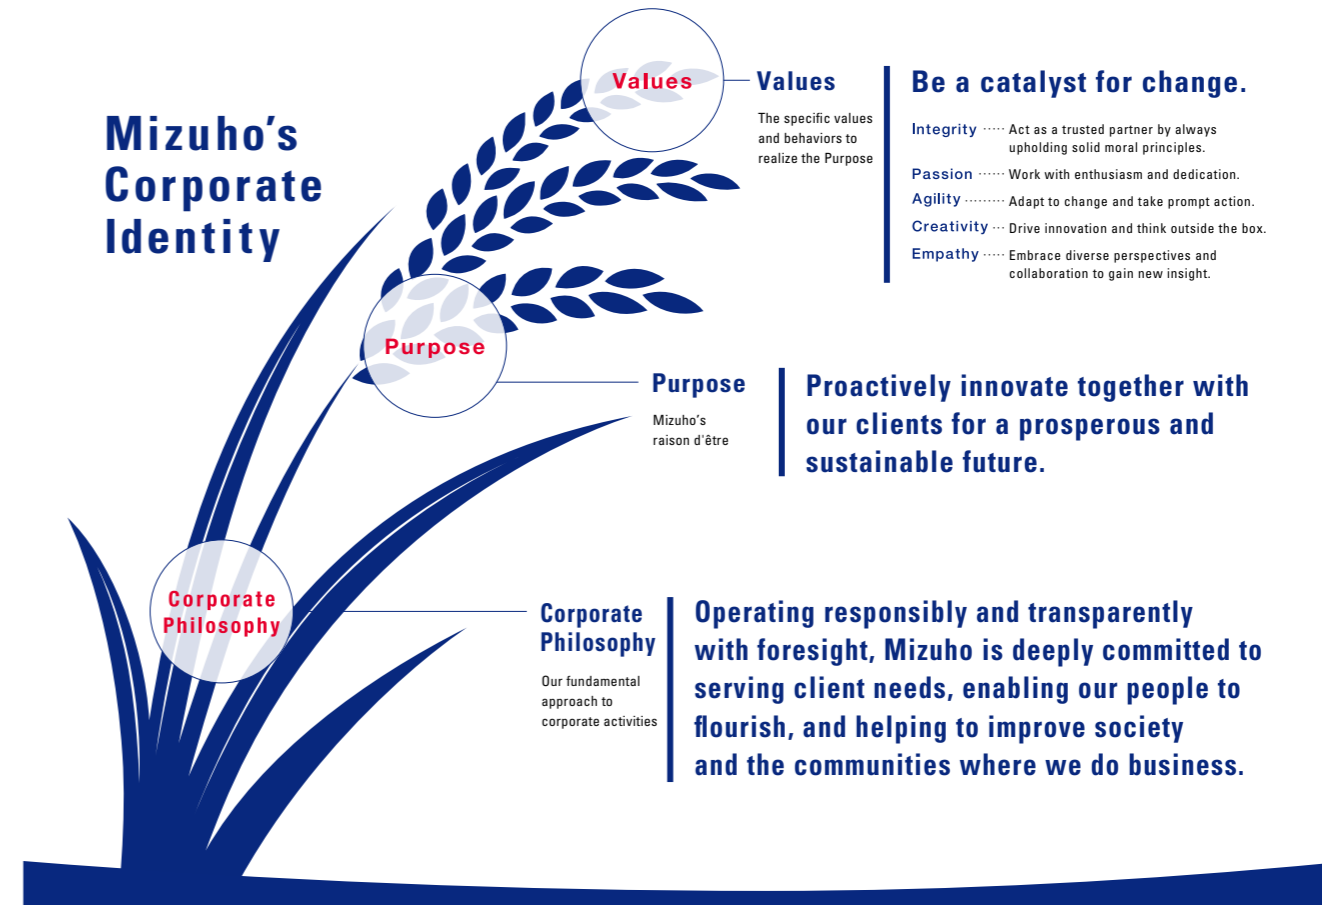 Mizuho's
Corporate
Identity
Values
Values
The specific values
and behaviors to
realize the Purpose
Be a catalyst for change.
Integrity ····· Act as a trusted partner by always
upholding solid moral principles.
Passion ······ Work with enthusiasm and dedication.
Agility ········· Adapt to change and take prompt action.
Creativity ··· Drive innovation and think outside the box.
Empathy ····· Embrace diverse perspectives and
collaboration to gain new insight.
Purpose
Purpose
Mizuho's
raison d'être
Proactively innovate together with
our clients for a prosperous and
sustainable future.
Corporate
Philosophy
Corporate
Philosophy
Our fundamental
approach to
corporate activities
Operating responsibly and transparently
with foresight, Mizuho is deeply committed to
serving client needs, enabling our people to
flourish, and helping to improve society
and the communities where we do business.